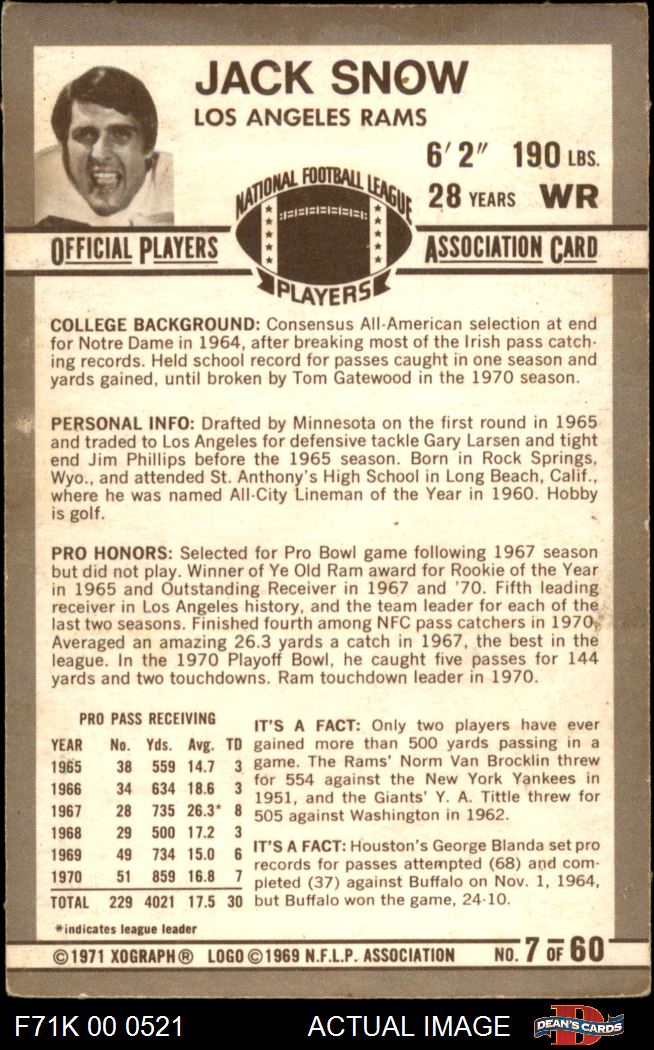 JACK SNOW
LOS ANGELES RAMS
6' 2" 190 LBS.
28 YEARS WR
NATIONAL FOOTBALL LEAGUE
PLAYERS
OFFICIAL PLAYERS
ASSOCIATION CARD
COLLEGE BACKGROUND: Consensus All-American selection at end
for Notre Dame in 1964, after breaking most of the Irish pass catch-
ing records. Held school record for passes caught in one season and
yards gained, until broken by Tom Gatewood in the 1970 season.
PERSONAL INFO: Drafted by Minnesota on the first round in 1965
and traded to Los Angeles for defensive tackle Gary Larsen and tight
end Jim Phillips before the 1965 season. Born in Rock Springs,
Wyo., and attended St. Anthony's High School in Long Beach, Calif.,
where he was named All-City Lineman of the Year in 1960. Hobby
is golf.
PRO HONORS: Selected for Pro Bowl game following 1967 season
but did not play. Winner of Ye Old Ram award for Rookie of the Year
in 1965 and Outstanding Receiver in 1967 and '70. Fifth leading
receiver in Los Angeles history, and the team leader for each of the
last two seasons. Finished fourth among NFC pass catchers in 1970.
Averaged an amazing 26.3 yards a catch in 1967, the best in the
league. In the 1970 Playoff Bowl, he caught five passes for 144
yards and two touchdowns. Ram touchdown leader in 1970.
PRO PASS RECEIVING
YEAR No. Yds. Avg. TD
1965 38 559 14.7 3
1966 34 634 18.6 3
1967 28 735 26.3* 8
1968 29 500 17.2 3
1969 49 734 15.0 6
1970 51 859 16.8 7
TOTAL 229 4021 17.5 30
*indicates league leader
IT'S A FACT: Only two players have ever
gained more than 500 yards passing in a
game. The Rams' Norm Van Brocklin threw
for 554 against the New York Yankees in
1951, and the Giants' Y. A. Tittle threw for
505 against Washington in 1962.
IT'S A FACT: Houston's George Blanda set pro
records for passes attempted (68) and com-
pleted (37) against Buffalo on Nov. 1, 1964,
but Buffalo won the game, 24-10.
©1971 XOGRAPH® LOGO©1969 N.F.L.P. ASSOCIATION NO. 7 OF 60
F71K 00 0521 ACTUAL IMAGE
D
DEAN'S CARDS